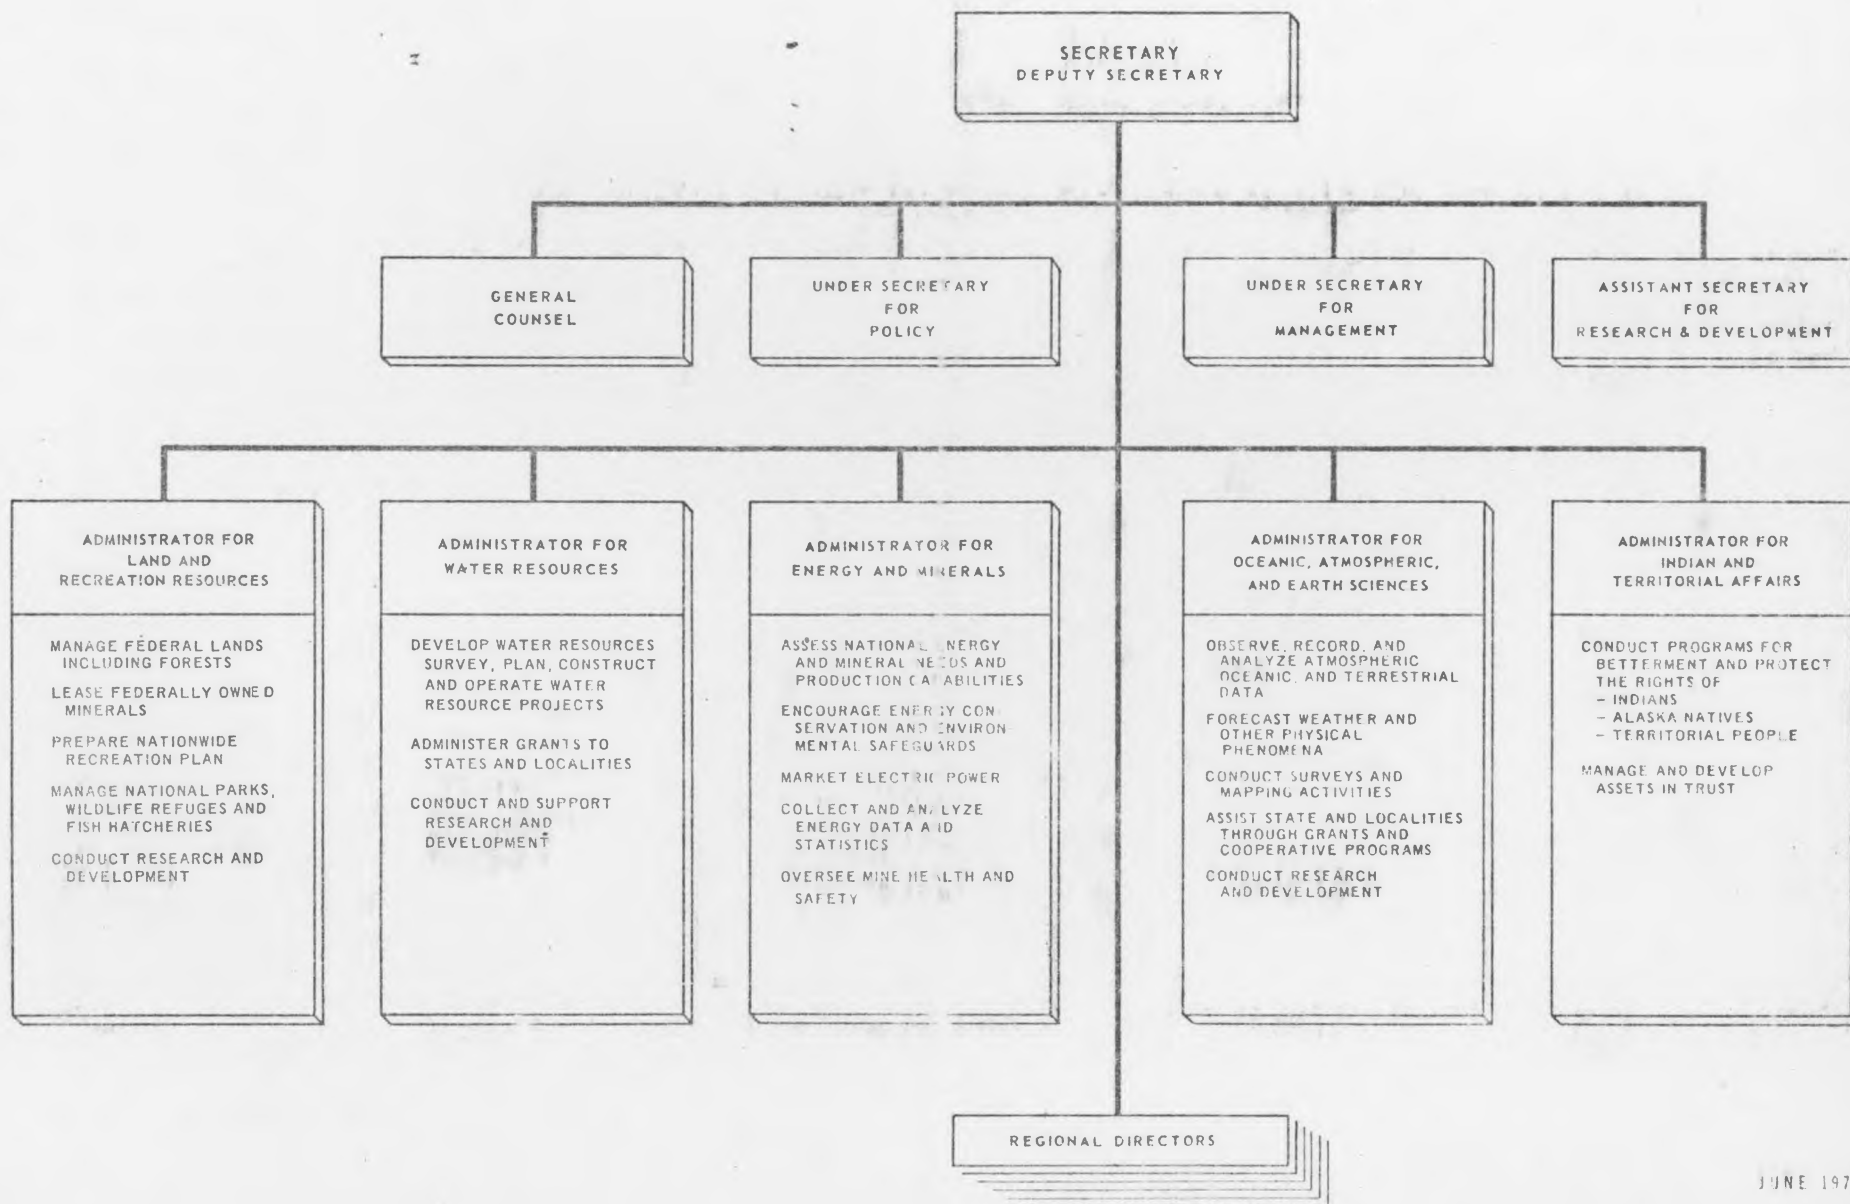 SECRETARY
DEPUTY SECRETARY
GENERAL
COUNSEL
UNDER SECRETARY
FOR
POLICY
UNDER SECRETARY
FOR
MANAGEMENT
ASSISTANT SECRETARY
FOR
RESEARCH & DEVELOPMENT
ADMINISTRATOR FOR
LAND AND
RECREATION RESOURCES
MANAGE FEDERAL LANDS
INCLUDING FORESTS
LEASE FEDERALLY OWNED
MINERALS
PREPARE NATIONWIDE
RECREATION PLAN
MANAGE NATIONAL PARKS,
WILDLIFE REFUGES AND
FISH HATCHERIES
CONDUCT RESEARCH AND
DEVELOPMENT
ADMINISTRATOR FOR
WATER RESOURCES
DEVELOP WATER RESOURCES
SURVEY, PLAN, CONSTRUCT
AND OPERATE WATER
RESOURCE PROJECTS
ADMINISTER GRANTS TO
STATES AND LOCALITIES
CONDUCT AND SUPPORT
RESEARCH AND
DEVELOPMENT
ADMINISTRATOR FOR
ENERGY AND MINERALS
ASSESS NATIONAL ENERGY
AND MINERAL NEEDS AND
PRODUCTION CAPABILITIES
ENCOURAGE ENERGY CON
SERVATION AND ENVIRON
MENTAL SAFEGUARDS
MARKET ELECTRIC POWER
COLLECT AND ANALYZE
ENERGY DATA AND
STATISTICS
OVERSEE MINE HEALTH AND
SAFETY
ADMINISTRATOR FOR
OCEANIC, ATMOSPHERIC,
AND EARTH SCIENCES
OBSERVE, RECORD, AND
ANALYZE ATMOSPHERIC
OCEANIC, AND TERRESTRIAL
DATA
FORECAST WEATHER AND
OTHER PHYSICAL
PHENOMENA
CONDUCT SURVEYS AND
MAPPING ACTIVITIES
ASSIST STATE AND LOCALITIES
THROUGH GRANTS AND
COOPERATIVE PROGRAMS
CONDUCT RESEARCH
AND DEVELOPMENT
ADMINISTRATOR FOR
INDIAN AND
TERRITORIAL AFFAIRS
CONDUCT PROGRAMS FOR
BETTERMENT AND PROTECT
THE RIGHTS OF
– INDIANS
– ALASKA NATIVES
– TERRITORIAL PEOPLE
MANAGE AND DEVELOP
ASSETS IN TRUST
REGIONAL DIRECTORS
JUNE 197